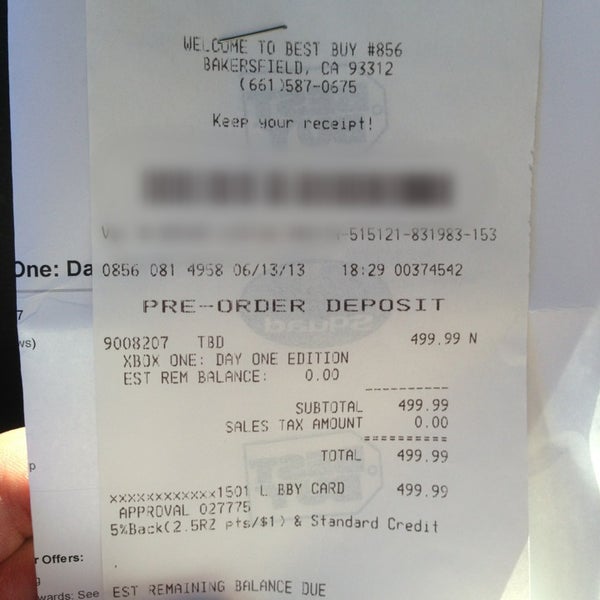 WELCOME TO BEST BUY #856
BAKERSFIELD, CA 93312
(661)587-0675
Keep your receipt!
-515121-831983-153
One: Da
0856 081 4958 06/13/13 18:29 00374542
PRE-ORDER DEPOSIT
7
ws)
9008207 TBD 499.99 N
XBOX ONE: DAY ONE EDITION
EST REM BALANCE: 0.00
SUBTOTAL 499.99
SALES TAX AMOUNT 0.00
TOTAL 499.99
p
xxxxxxxxxxxx1501 L BBY CARD 499.99
APPROVAL 027775
5%Back(2.5RZ pts/$1) & Standard Credit
r Offers:
g
wards: See
EST REMAINING BALANCE DUE